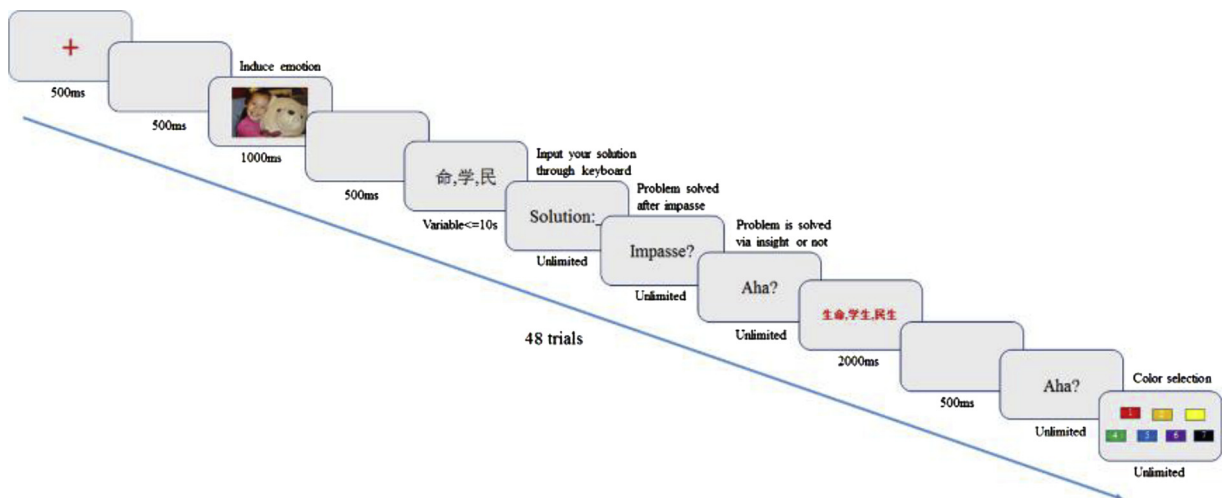 500ms
500ms
Induce emotion
1000ms
500ms
命,学,民
Variable<=10s
Input your solution
through keyboard
Solution:_
Unlimited
Problem solved
after impasse
Impasse?
Unlimited
Problem is solved
via insight or not
Aha?
Unlimited
生命,学生,民生
2000ms
500ms
Aha?
Unlimited
Color selection
1 2
4 5 6 7
Unlimited
48 trials